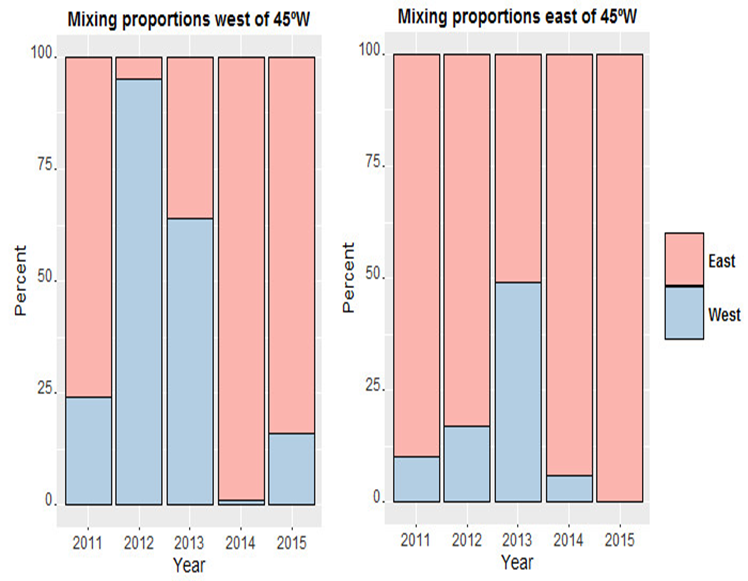 Mixing proportions west of 45ºW
100
75
50
25
0
Percent
2011 2012 2013 2014 2015
Year
Mixing proportions east of 45ºW
100
75
50
25
0
Percent
2011 2012 2013 2014 2015
Year
East
West